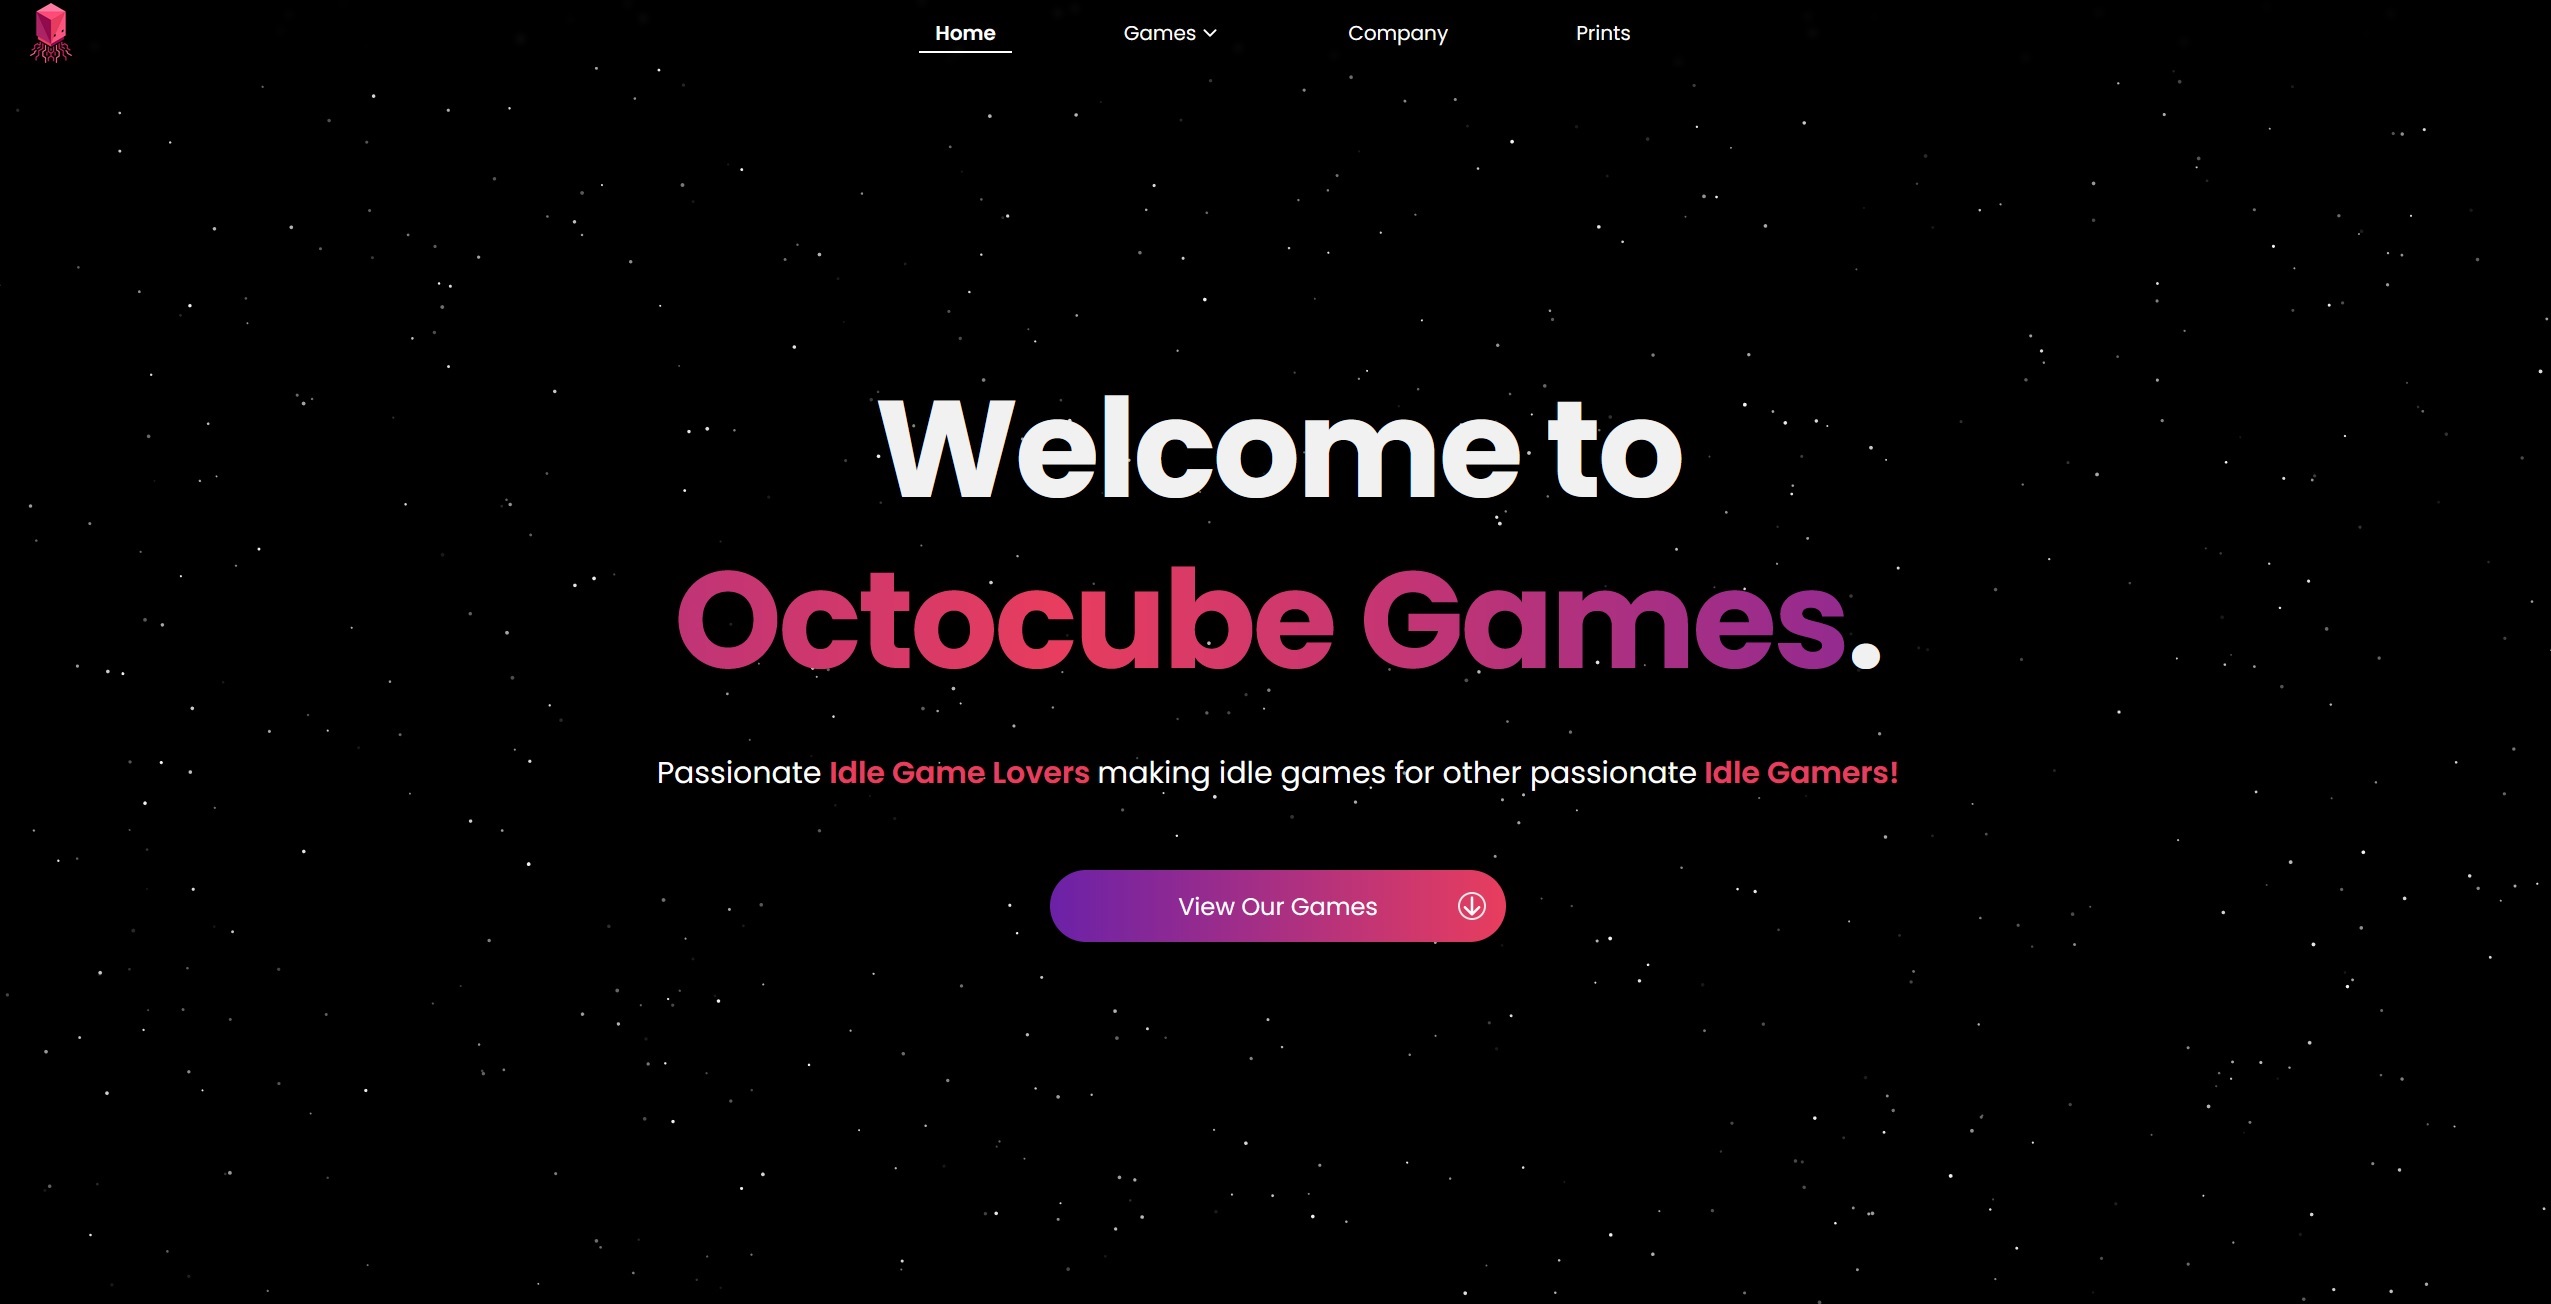 Home
Games
Company
Prints
Welcome to
Octocube Games.
Passionate Idle Game Lovers making idle games for other passionate Idle Gamers!
View Our Games